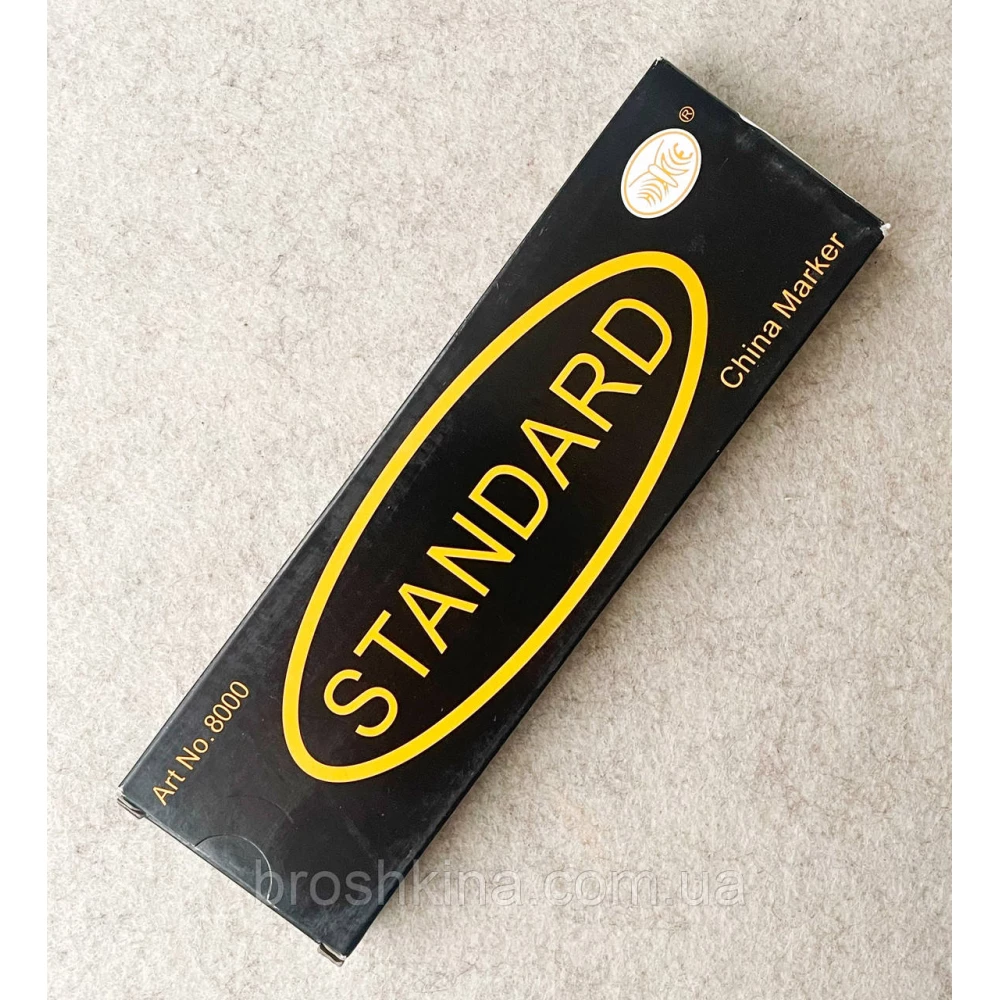 ®
China Marker
STANDARD
Art No.8000
broshkina.com.ua